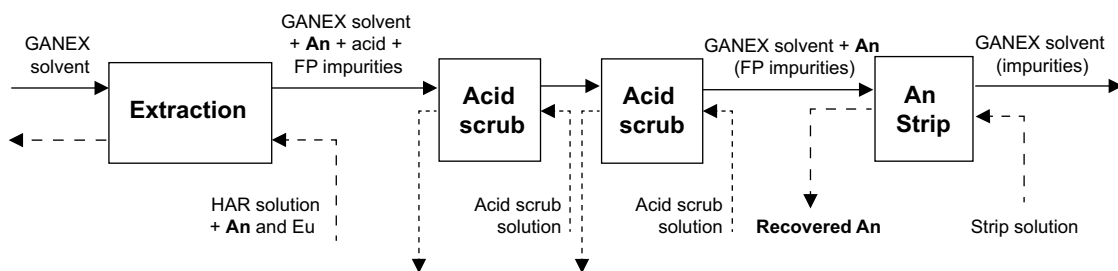 GANEX
solvent
Extraction
GANEX solvent
+ An + acid +
FP impurities
Acid
scrub
Acid
scrub
GANEX solvent + An
(FP impurities)
An
Strip
GANEX solvent
(impurities)
HAR solution
+ An and Eu
Acid scrub
solution
Acid scrub
solution
Recovered An
Strip solution